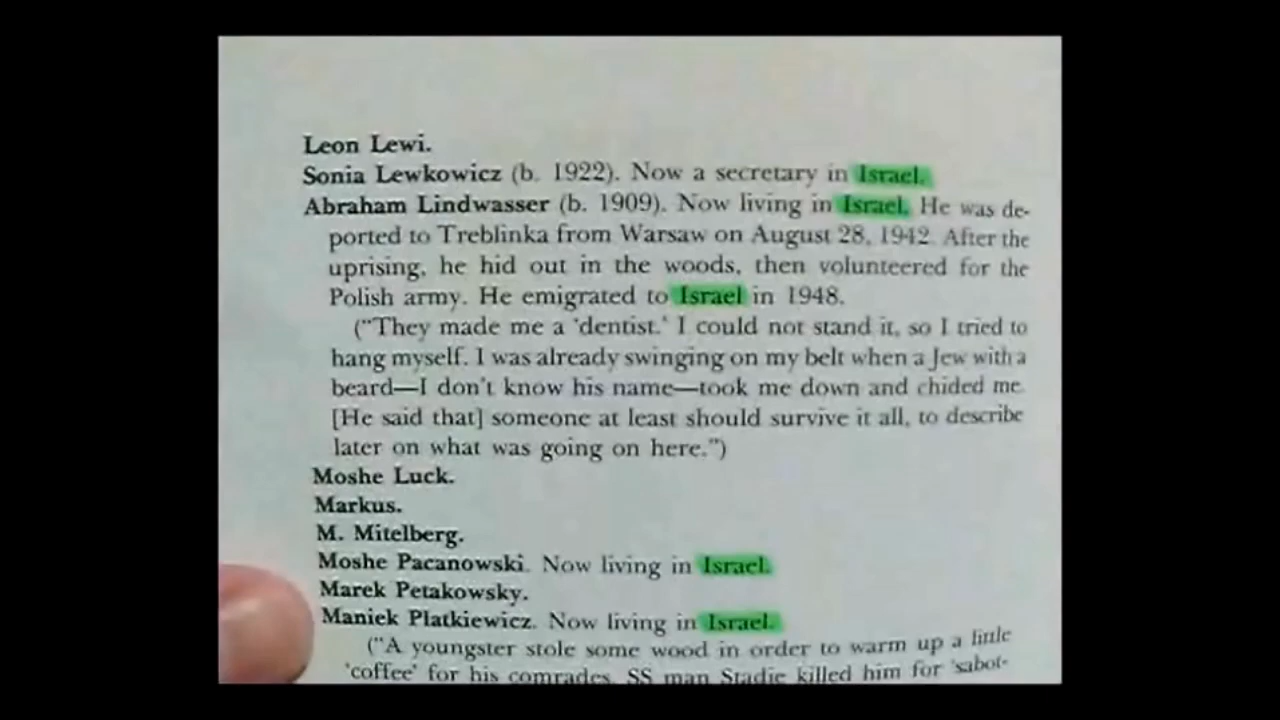 Leon Lewi.
Sonia Lewkowicz (b. 1922). Now a secretary in Israel.
Abraham Lindwasser (b. 1909). Now living in Israel. He was de-
ported to Treblinka from Warsaw on August 28, 1942. After the
uprising, he hid out in the woods, then volunteered for the
Polish army. He emigrated to Israel in 1948.
("They made me a 'dentist.' I could not stand it, so I tried to
hang myself. I was already swinging on my belt when a Jew with a
beard—I don't know his name—took me down and chided me.
[He said that] someone at least should survive it all, to describe
later on what was going on here.")
Moshe Luck.
Markus.
M. Mitelberg.
Moshe Pacanowski. Now living in Israel.
Marek Petakowsky.
Maniek Platkiewicz. Now living in Israel.
("A youngster stole some wood in order to warm up a little
'coffee' for his comrades. SS man Stadie killed him for 'sabot-